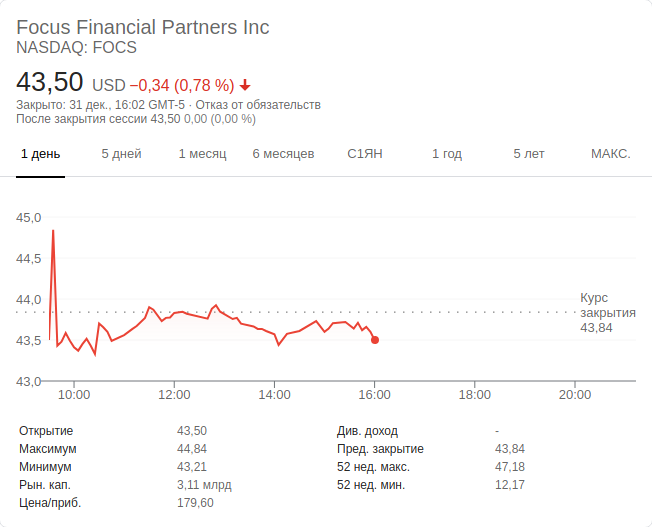 Focus Financial Partners Inc
NASDAQ: FOCS
43,50 USD −0,34 (0,78 %)
Закрыто: 31 дек., 16:02 GMT-5 · Отказ от обязательств
После закрытия сессии 43,50 0,00 (0,00 %)
1 день 5 дней 1 месяц 6 месяцев С1ЯН 1 год 5 лет МАКС.
45,0
44,5
44,0
Курс
закрытия
43,84
43,5
43,0
10:00 12:00 14:00 16:00 18:00 20:00
Открытие 43,50 Див. доход -
Максимум 44,84 Пред. закрытие 43,84
Минимум 43,21 52 нед. макс. 47,18
Рын. кап. 3,11 млрд 52 нед. мин. 12,17
Цена/приб. 179,60